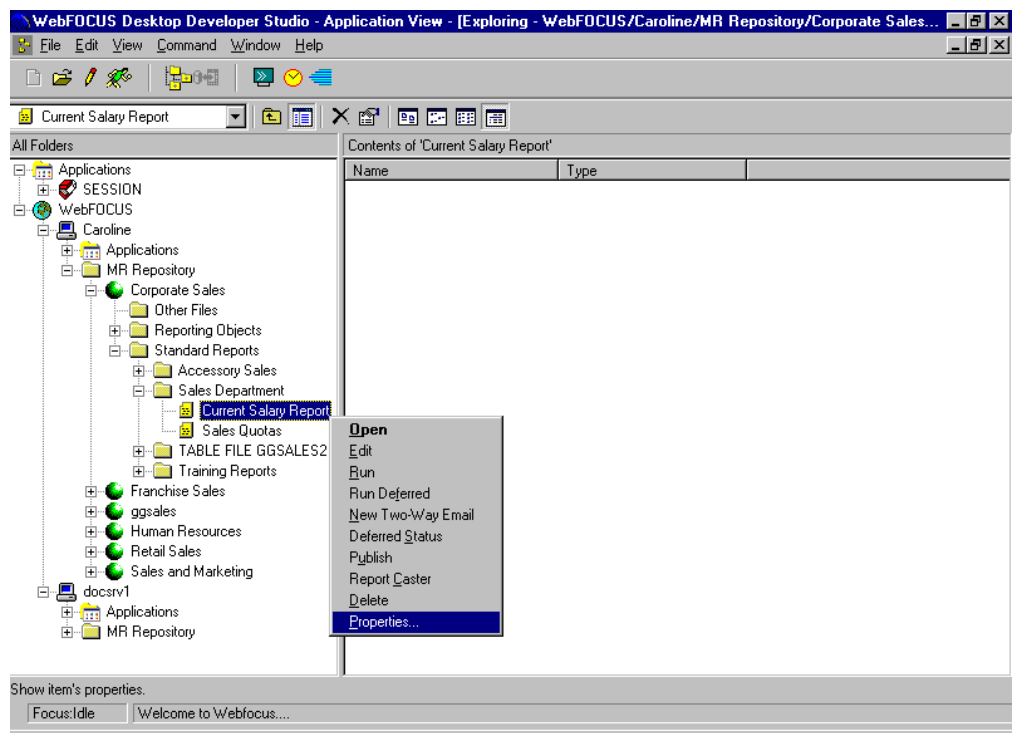 WebFOCUS Desktop Developer Studio - Application View - [Exploring - WebFOCUS/Caroline/MR Repository/Corporate Sales...
File Edit View Command Window Help
Current Salary Report
All Folders
Contents of 'Current Salary Report'
Name Type
Applications
SESSION
WebFOCUS
Caroline
Applications
MR Repository
Corporate Sales
Other Files
Reporting Objects
Standard Reports
Accessory Sales
Sales Department
Current Salary Report
Sales Quotas
TABLE FILE GGSALES2
Training Reports
Franchise Sales
ggsales
Human Resources
Retail Sales
Sales and Marketing
docsrv1
Applications
MR Repository
Open
Edit
Run
Run Deferred
New Two-Way Email
Deferred Status
Publish
Report Caster
Delete
Properties...
Show item's properties.
Focus:Idle Welcome to Webfocus....